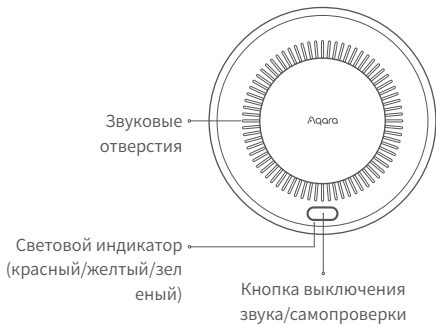 Звуковые
отверстия
Aqara
Световой индикатор
(красный/желтый/зел
еный)
Кнопка выключения
звука/самопроверки